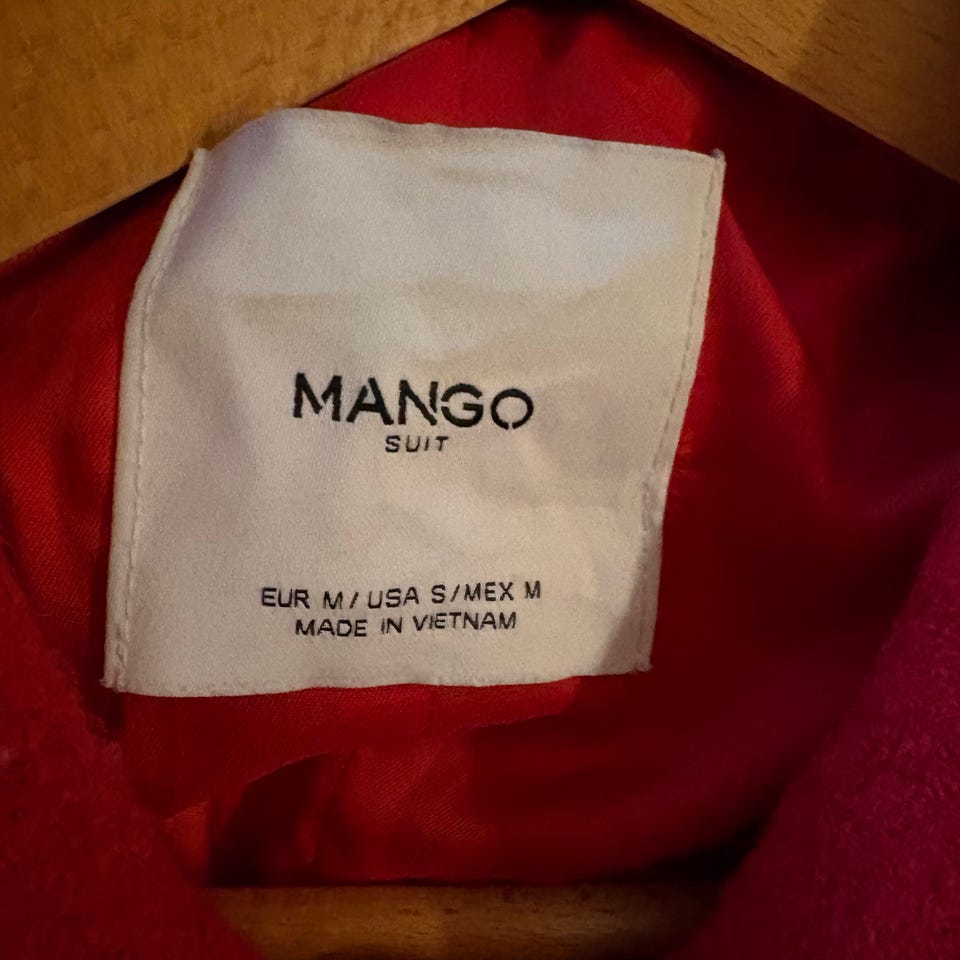 MANGO
SUIT
EUR M/USA S/MEX M
MADE IN VIETNAM